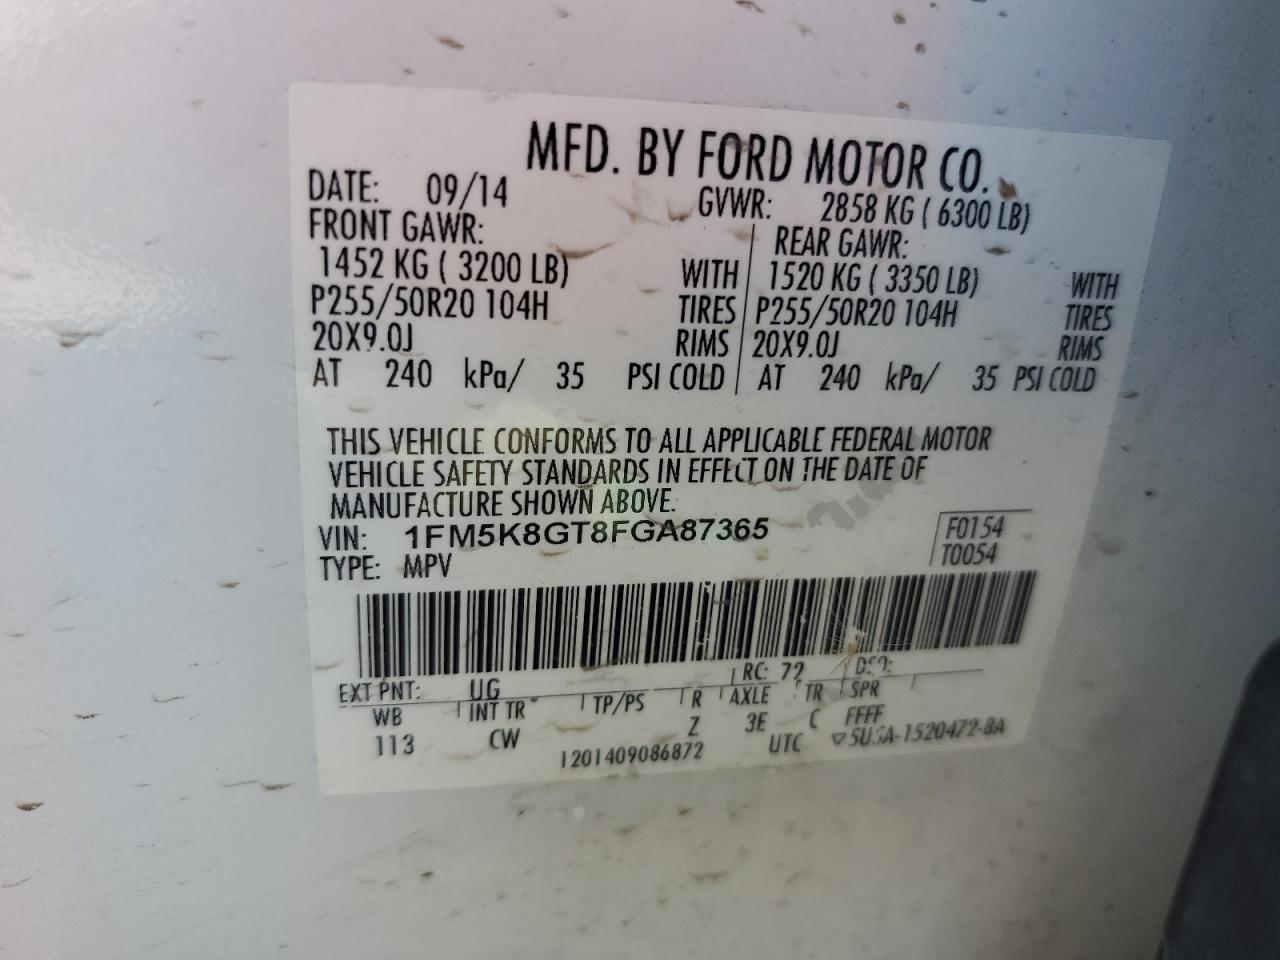 MFD. BY FORD MOTOR CO.
DATE: 09/14 GVWR: 2858 KG ( 6300 LB)
FRONT GAWR: REAR GAWR:
1452 KG ( 3200 LB) WITH 1520 KG ( 3350 LB) WITH
P255/50R20 104H TIRES P255/50R20 104H TIRES
20X9.0J RIMS 20X9.0J RIMS
AT 240 kPa/ 35 PSI COLD AT 240 kPa/ 35 PSI COLD
THIS VEHICLE CONFORMS TO ALL APPLICABLE FEDERAL MOTOR
VEHICLE SAFETY STANDARDS IN EFFECT ON THE DATE OF
MANUFACTURE SHOWN ABOVE.
VIN: 1FM5K8GT8FGA87365 F0154
TYPE: MPV T0054
EXT PNT: UG RC: 72 DSO:
WB INT TR TP/PS R AXLE TR SPR
113 CW Z 3E C FFFF
1201409086872 UTC ▽5USA-1520472-BA